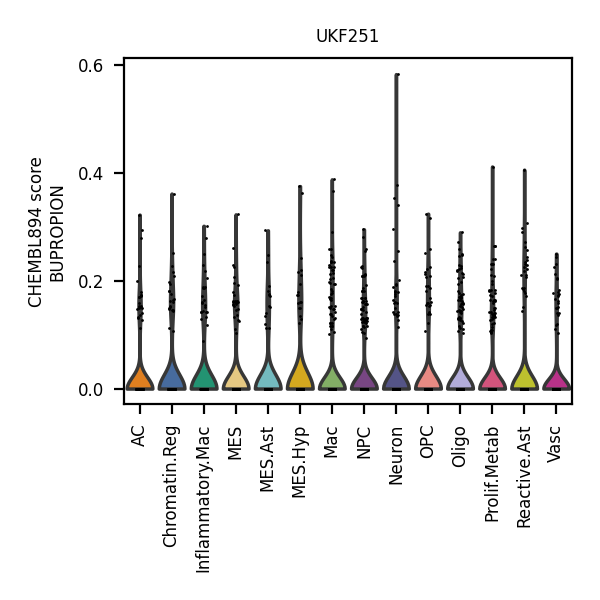 UKF251
CHEMBL894 score
BUPROPION
0.6
0.4
0.2
0.0
AC
Chromatin.Reg
Inflammatory.Mac
MES
MES.Ast
MES.Hyp
Mac
NPC
Neuron
OPC
Oligo
Prolif.Metab
Reactive.Ast
Vasc